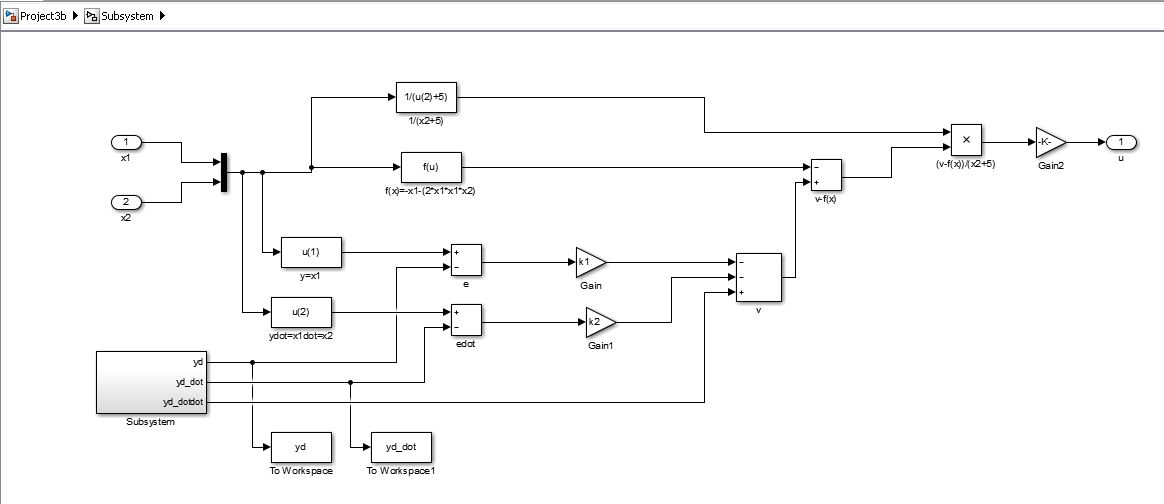 Project3b Subsystem
1/(u(2)+5)
1/(x2+5)
1
x1
2
x2
f(u)
f(x)=-x1-(2*x1*x1*x2)
-
+
v-f(x)
×
(v-f(x))/(x2+5)
-K-
Gain2
1
u
u(1)
y=x1
+
-
e
k1
Gain
u(2)
ydot=x1dot=x2
+
-
edot
k2
Gain1
-
-
+
v
yd
yd_dot
yd_dotdot
Subsystem
yd
To Workspace
yd_dot
To Workspace1